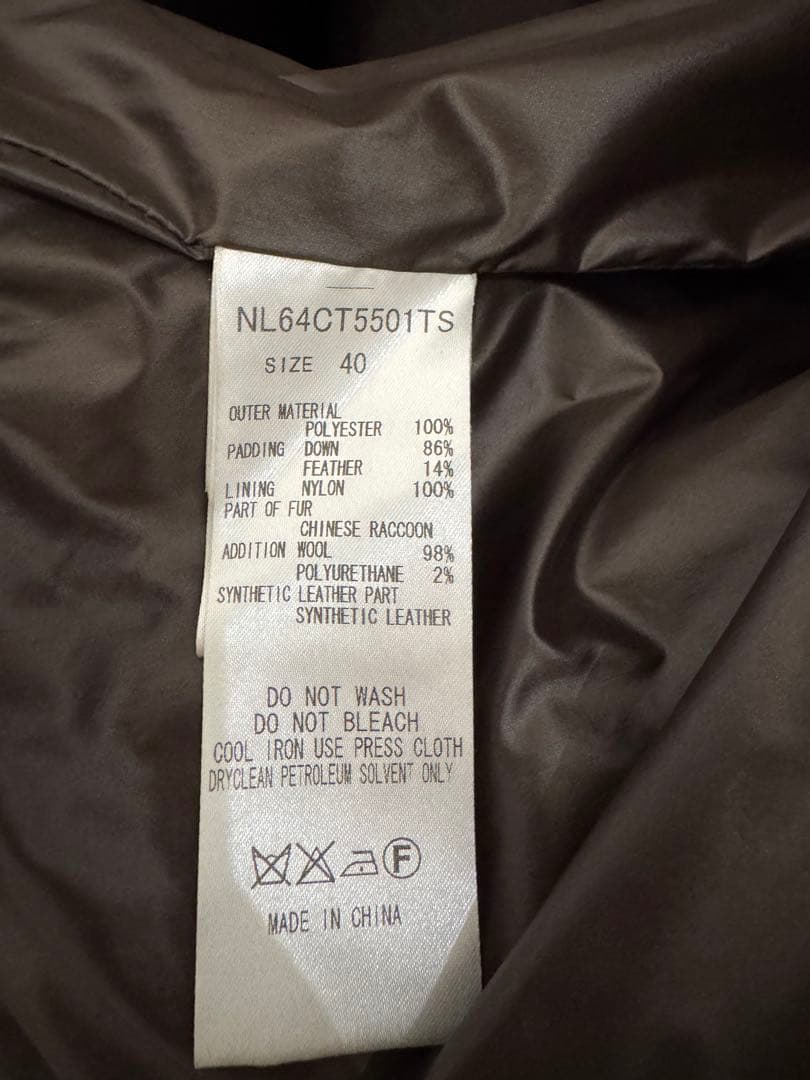 NL64CT5501TS
SIZE 40
OUTER MATERIAL
POLYESTER 100%
PADDING DOWN 86%
FEATHER 14%
LINING NYLON 100%
PART OF FUR
CHINESE RACCOON
ADDITION WOOL 98%
POLYURETHANE 2%
SYNTHETIC LEATHER PART
SYNTHETIC LEATHER
DO NOT WASH
DO NOT BLEACH
COOL IRON USE PRESS CLOTH
DRYCLEAN PETROLEUM SOLVENT ONLY
F
MADE IN CHINA